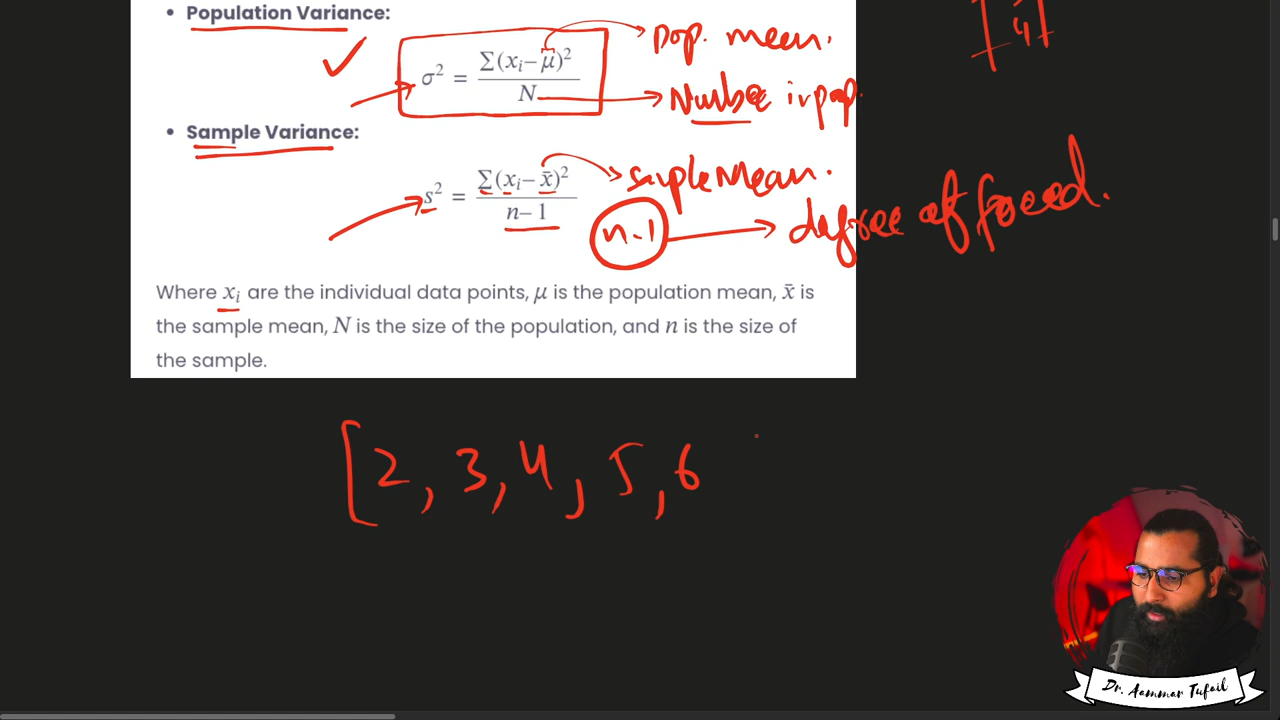 • Population Variance:
pop. mean.
σ² = Σ(xᵢ– μ)² / N
Number in pop.
• Sample Variance:
s² = Σ(xᵢ– x̄)² / n– 1
sample Mean.
n-1
degree of
Where xᵢ are the individual data points, μ is the population mean, x̄ is
the sample mean, N is the size of the population, and n is the size of
the sample.
[2, 3, 4, 5, 6
Dr. Aammar Tufail